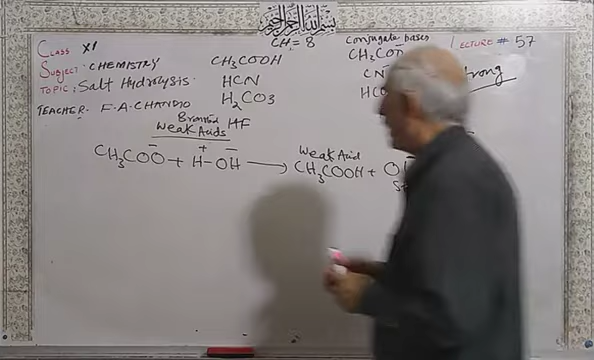 بسم الله الرحمن الرحيم
CLASS XI
CH = 8
LECTURE # 57
SUBJECT: CHEMISTRY
TOPIC: Salt Hydrolysis
TEACHER: F.A. CHANDIO
CH₃COOH
HCN
H₂CO₃
HF
Bronsted
Weak Acids
Conjugate bases
CH₃COO⁻
CN
HCO
CH₃COO⁻ + H⁺–OH⁻ ⟶ CH₃COOH + O
Weak Acid